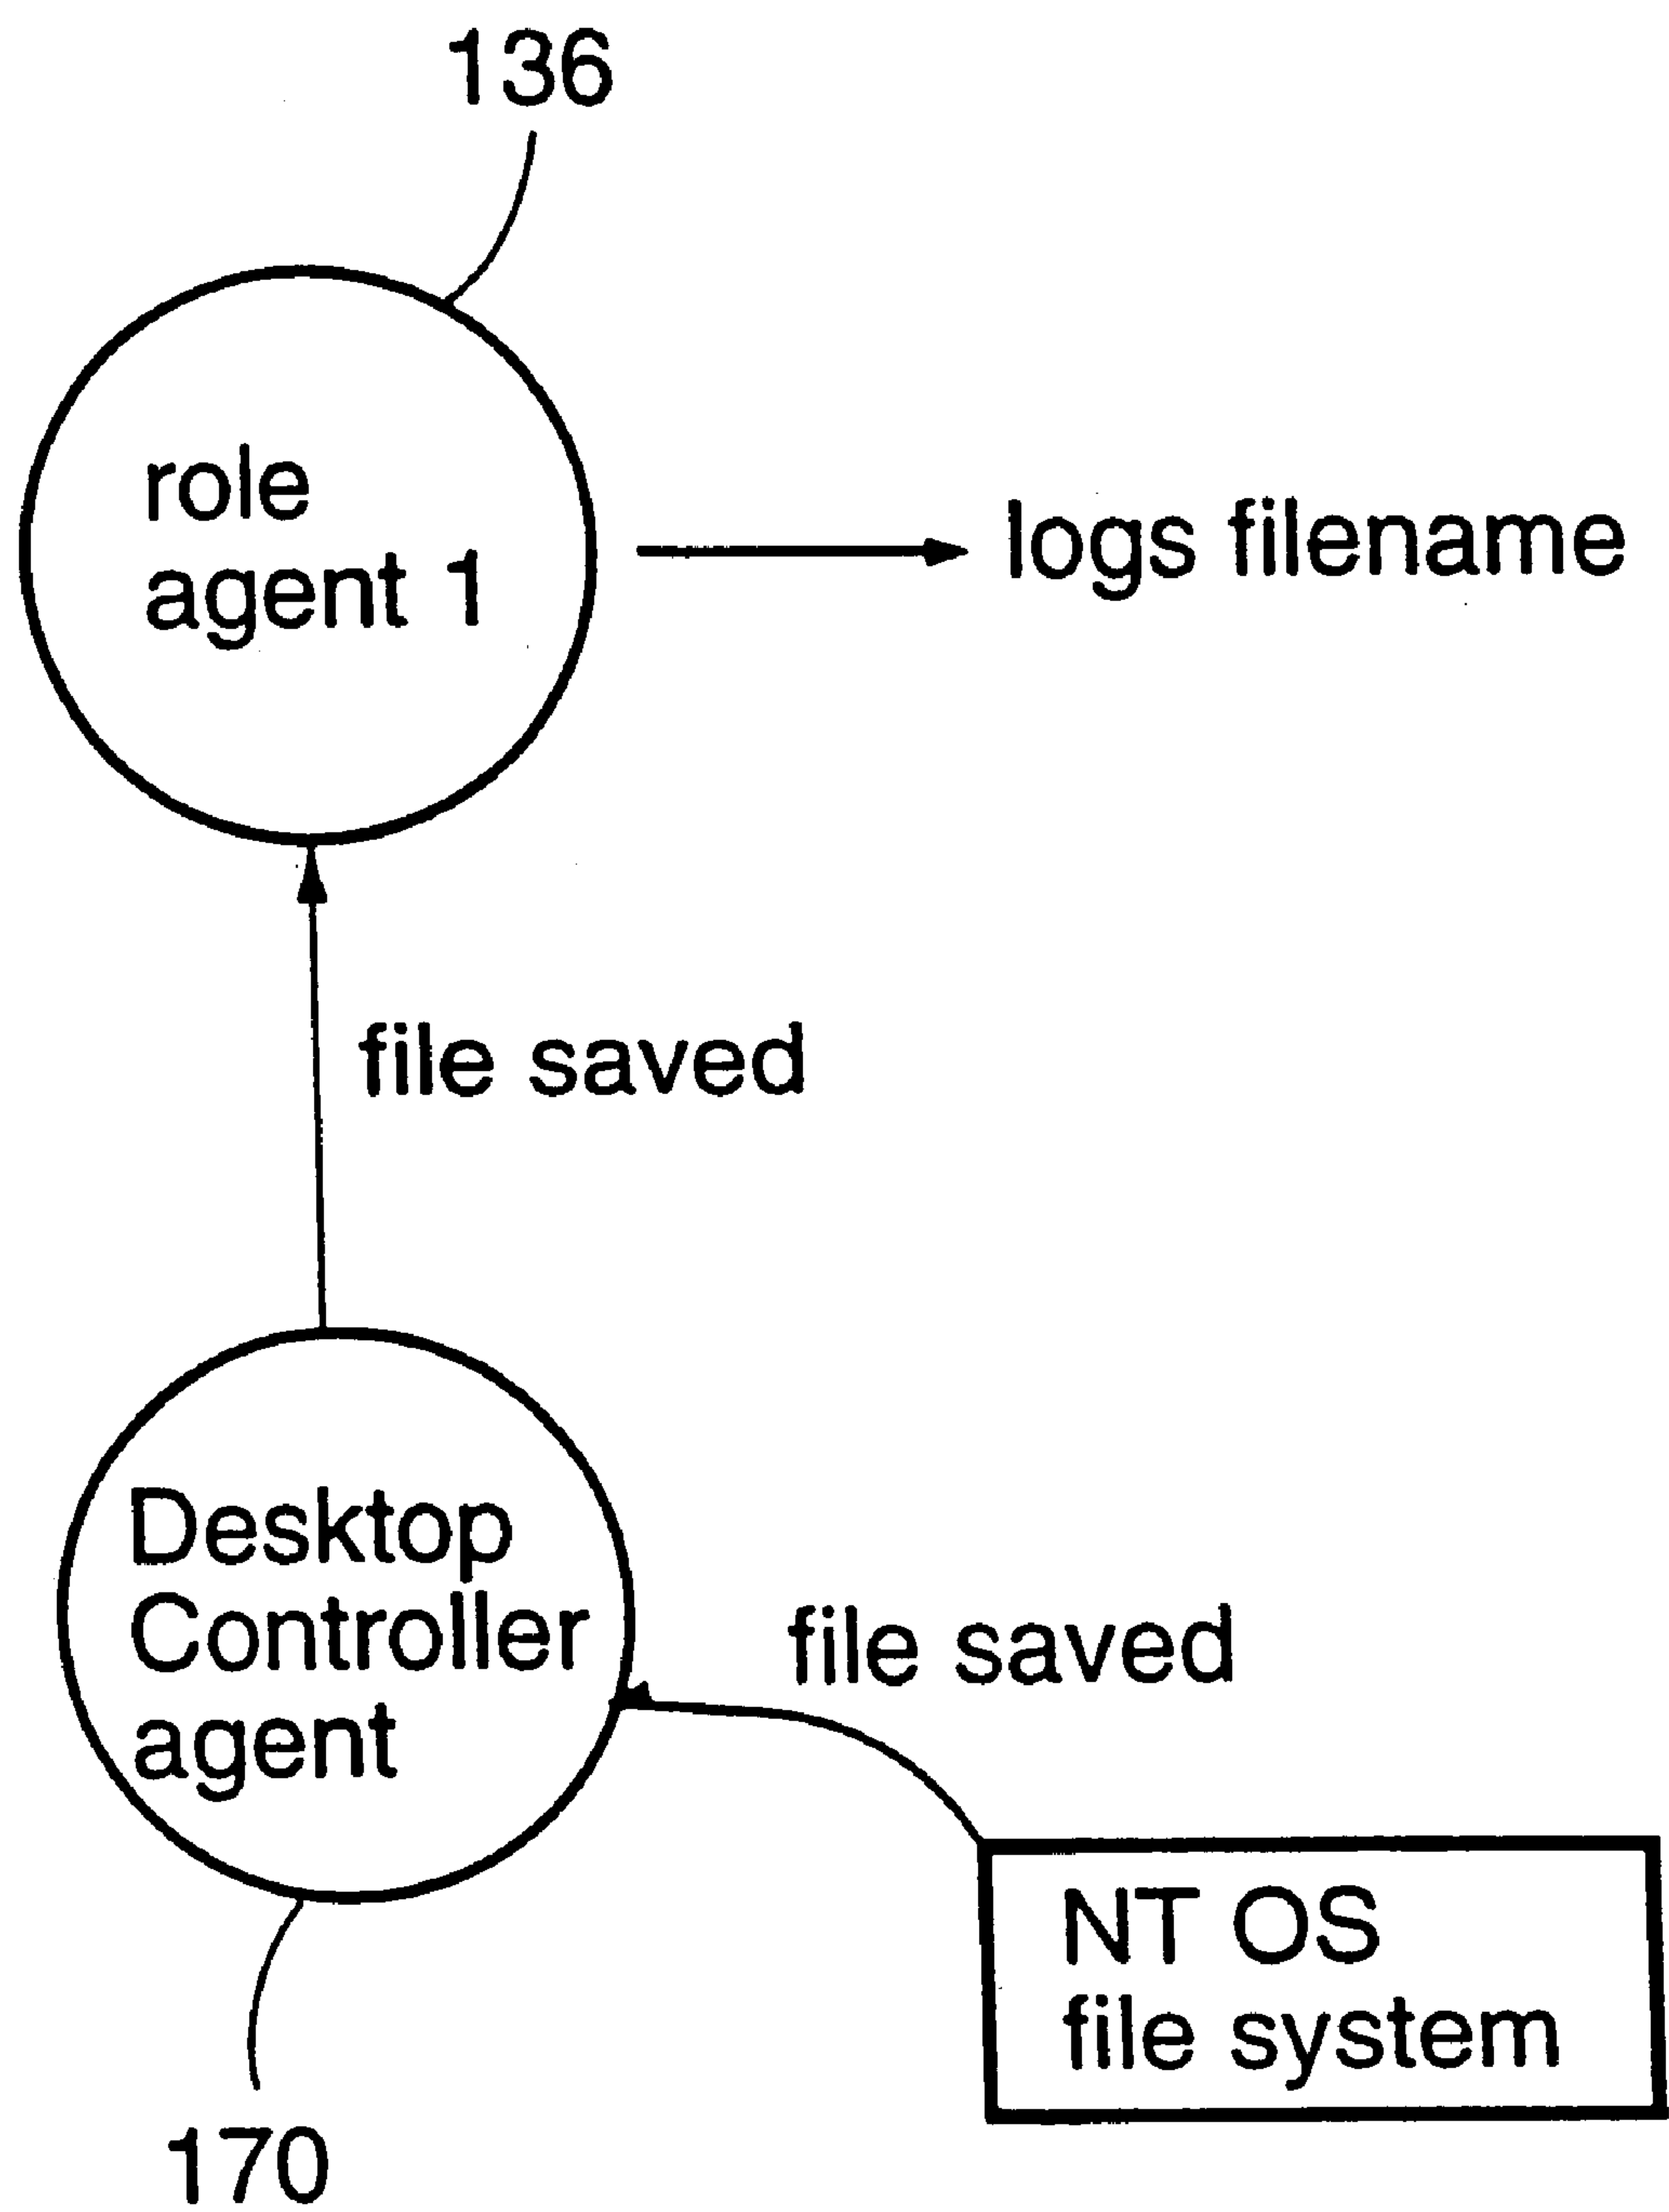 136
role
agent 1
logs filename
file saved
Desktop
Controller
agent
file saved
NT OS
file system
170